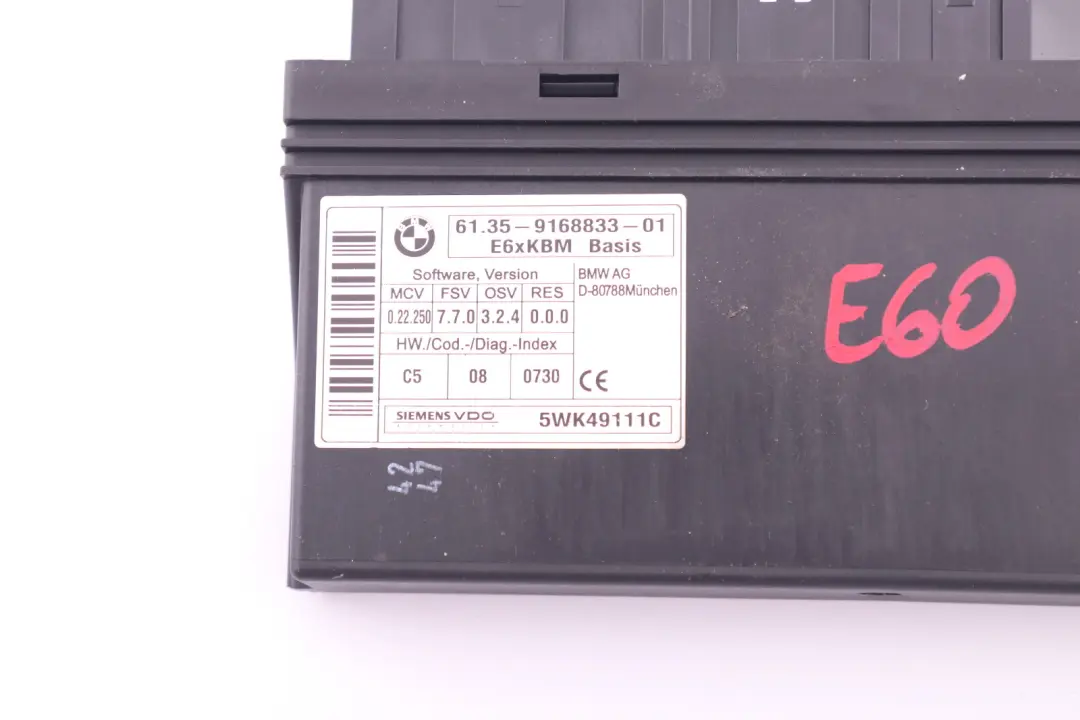 BMW
61.35-9168833-01
E6xKBM Basis
Software, Version
MCV FSV OSV RES
0.22.250 7.7.0 3.2.4 0.0.0
HW./Cod.-/Diag.-Index
C5 08 0730
BMW AG
D-80788München
CE
SIEMENS VDO
5WK49111C
E60
42
47